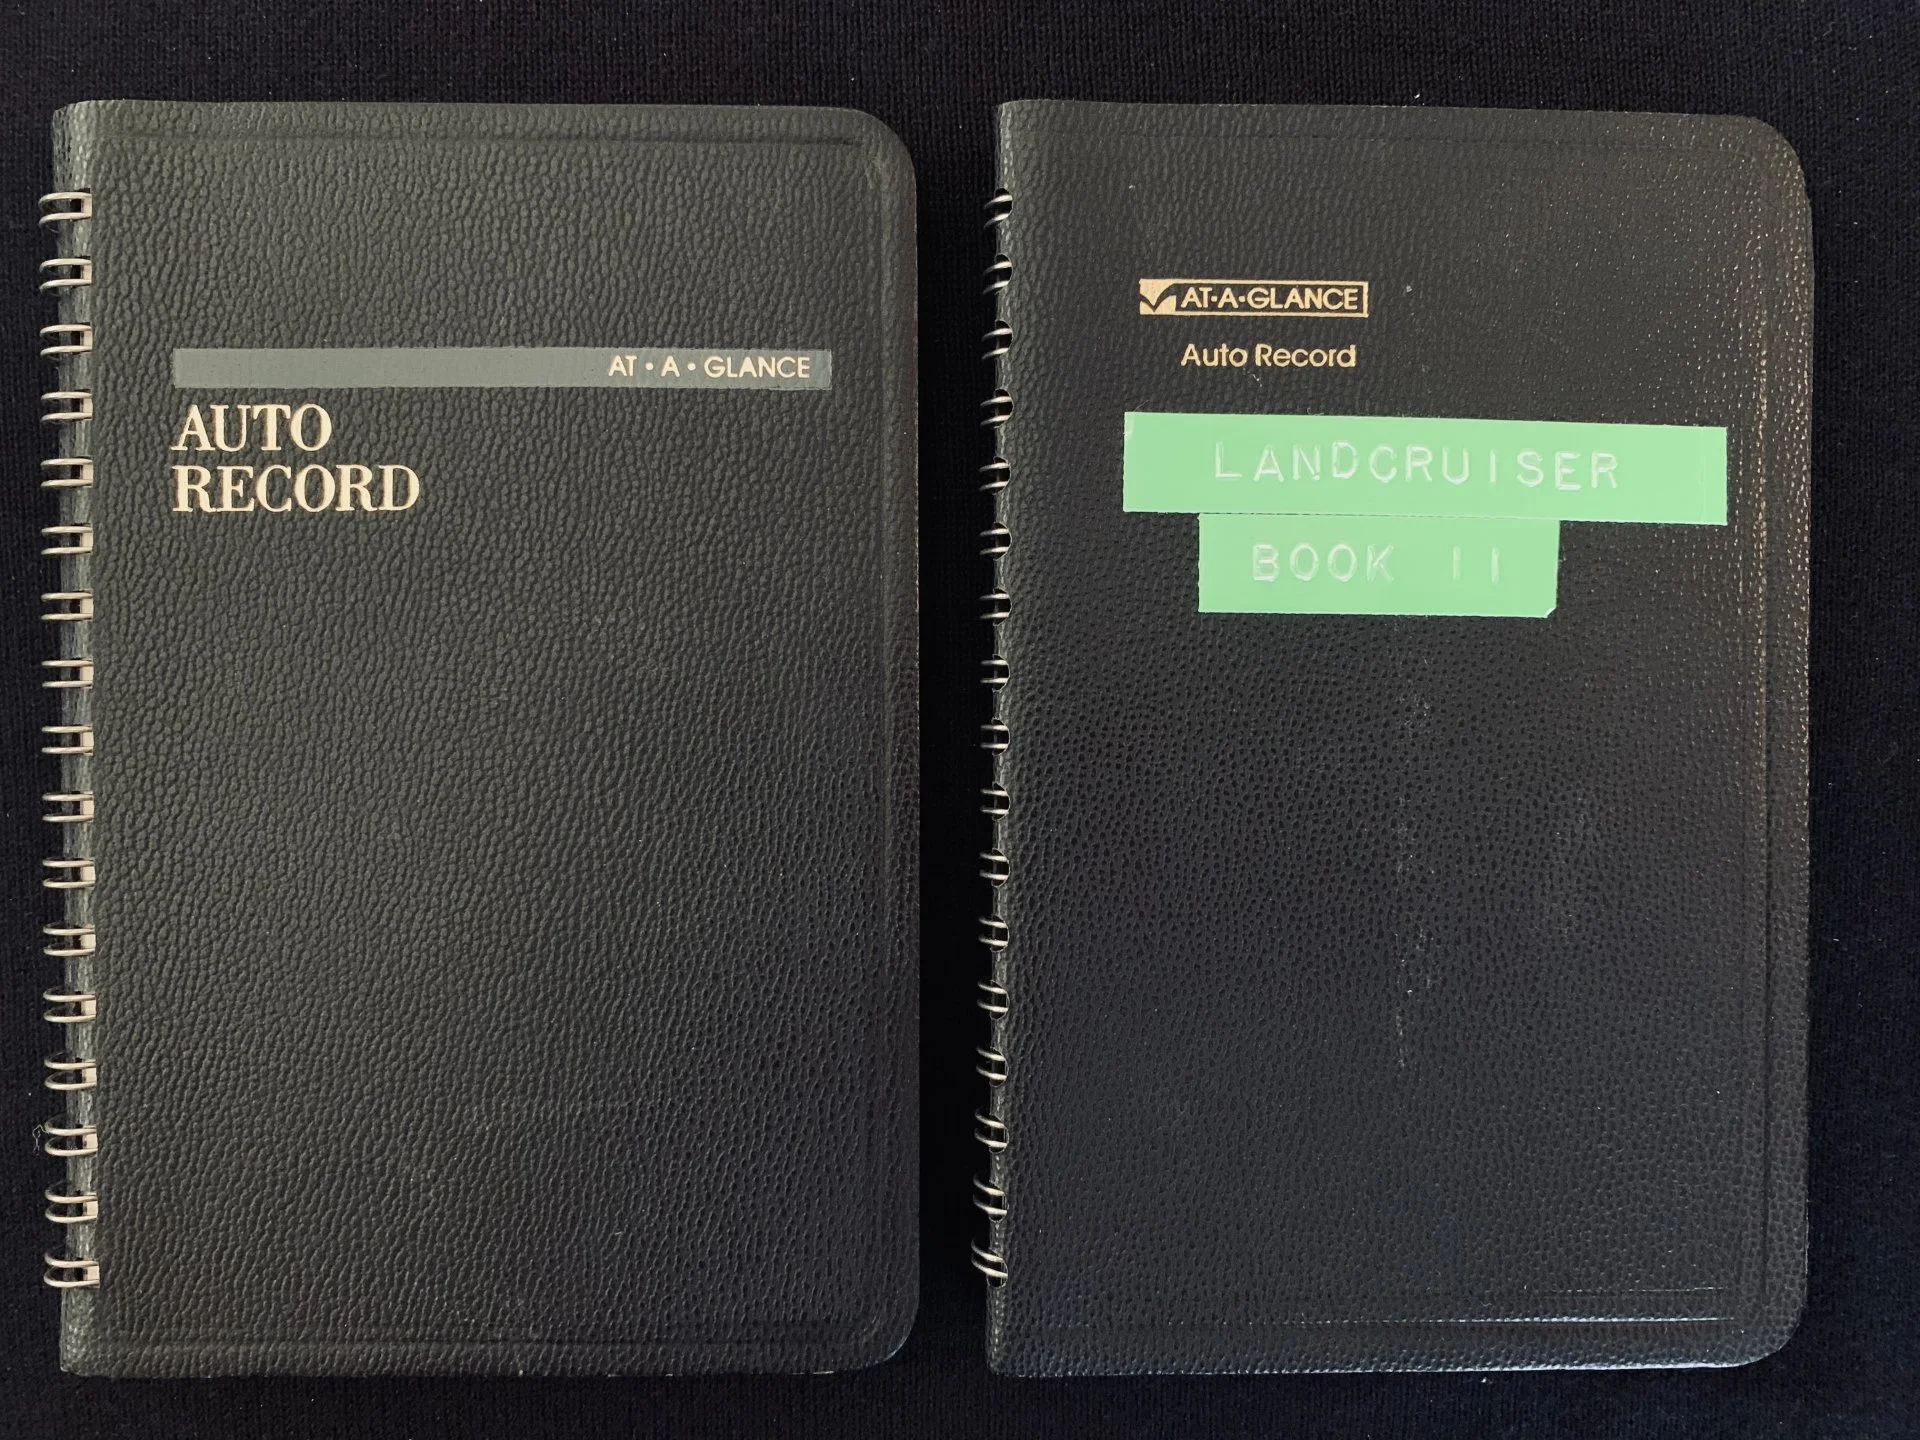 AT • A • GLANCE
AUTO
RECORD
AT•A•GLANCE
Auto Record
LANDCRUISER
BOOK II